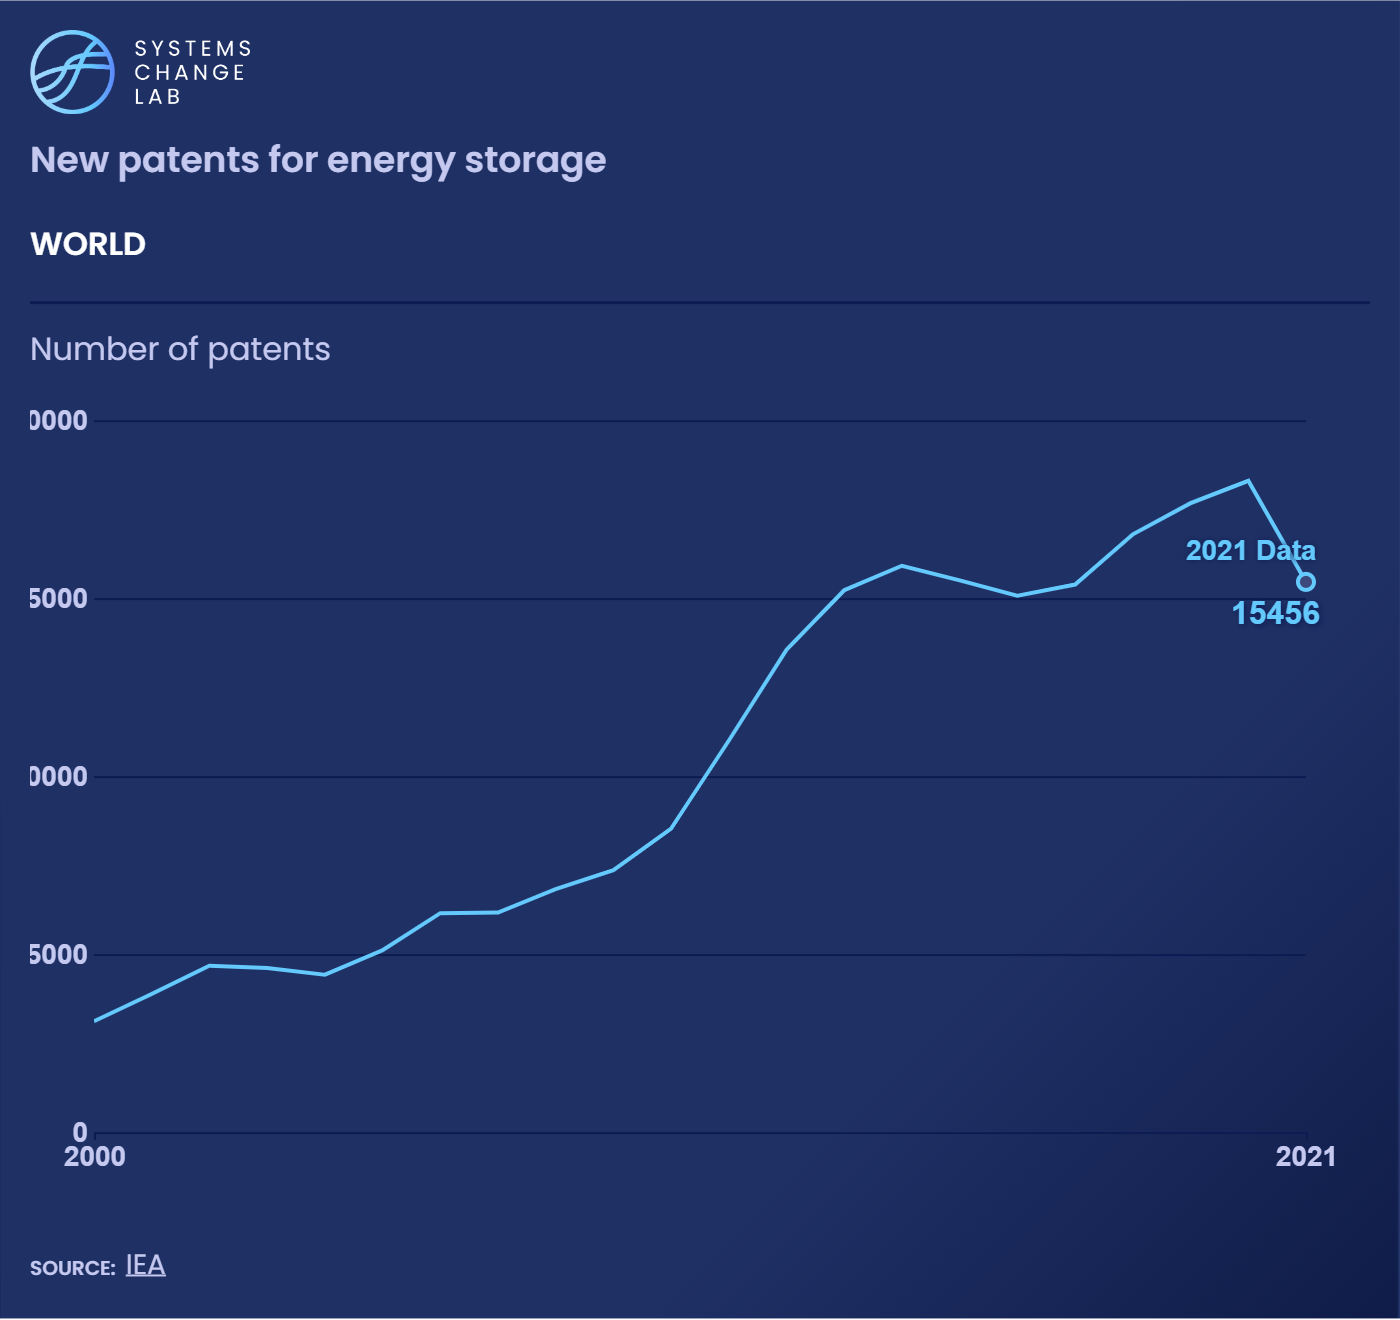 SYSTEMS
CHANGE
LAB
New patents for energy storage
WORLD
Number of patents
0000
5000
0000
5000
0
2000
2021
2021 Data
15456
SOURCE: IEA